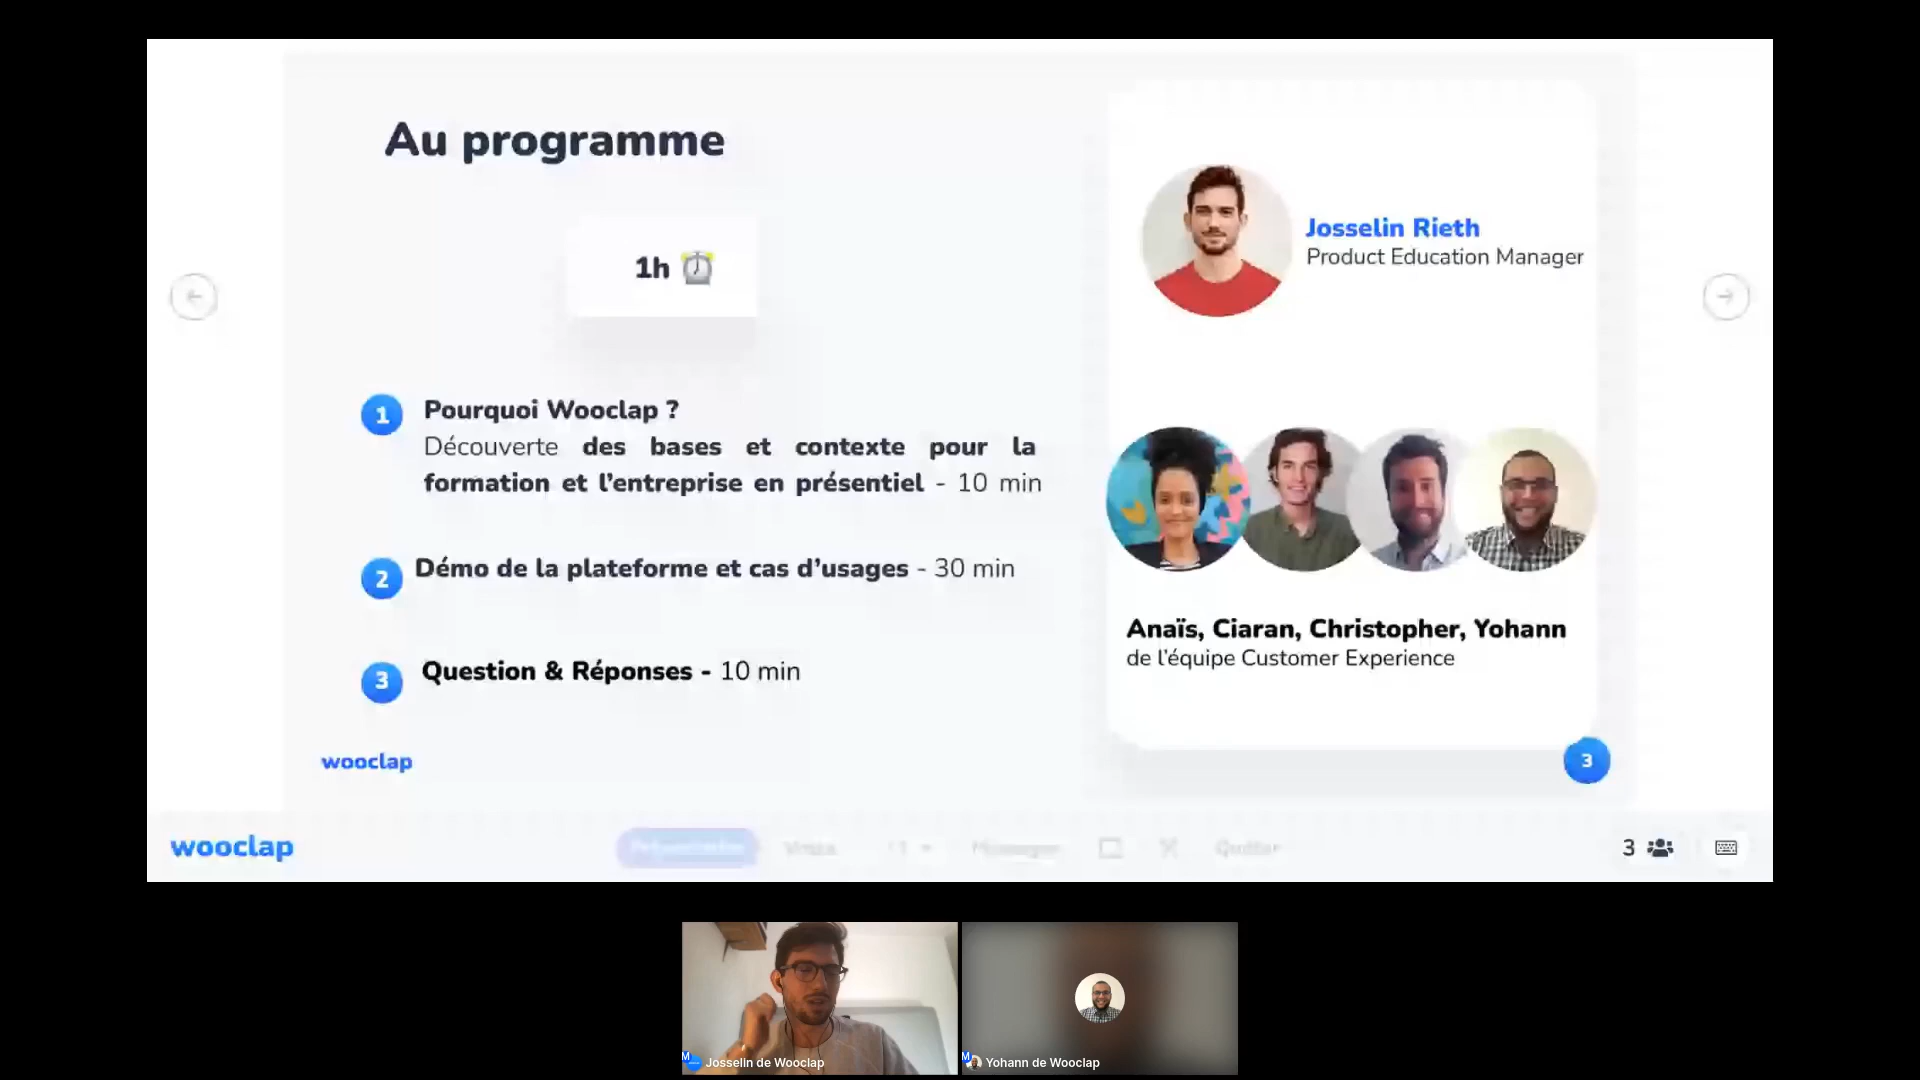 Au programme
1h
1
Pourquoi Wooclap ?
Découverte des bases et contexte pour la
formation et l'entreprise en présentiel - 10 min
2
Démo de la plateforme et cas d'usages - 30 min
3
Question & Réponses - 10 min
wooclap
Josselin Rieth
Product Education Manager
Anaïs, Ciaran, Christopher, Yohann
de l'équipe Customer Experience
3
wooclap
Messages
Quitter
3
M
Josselin de Wooclap
M
Yohann de Wooclap